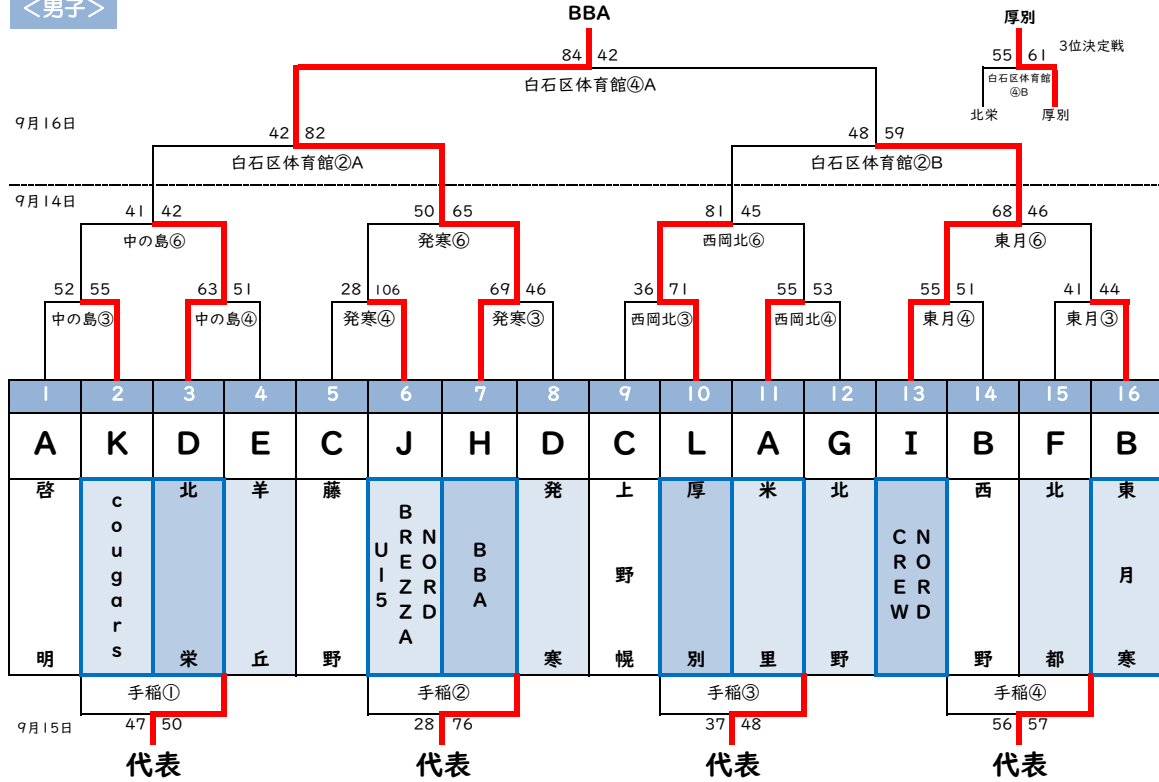 <男子>
BBA
厚別
84 42
55 61
3位決定戦
白石区体育館④A
白石区体育館
④B
北栄 厚別
9月16日
42 82
48 59
白石区体育館②A
白石区体育館②B
9月14日
41 42
50 65
81 45
68 46
中の島⑥
発寒⑥
西岡北⑥
東月⑥
52 55
63 51
28 106
69 46
36 71
55 53
55 51
41 44
中の島③
中の島④
発寒④
発寒③
西岡北③
西岡北④
東月④
東月③
1 2 3 4 5 6 7 8 9 10 11 12 13 14 15 16
A K D E C J H D C L A G I B F B
啓明
cougars
北栄
羊丘
藤野
BREZZA NORD U15
BBA
発寒
上野幌
厚別
米里
北野
NORD CREW
西野
北都
東月寒
手稲①
手稲②
手稲③
手稲④
9月15日
47 50
28 76
37 48
56 57
代表
代表
代表
代表